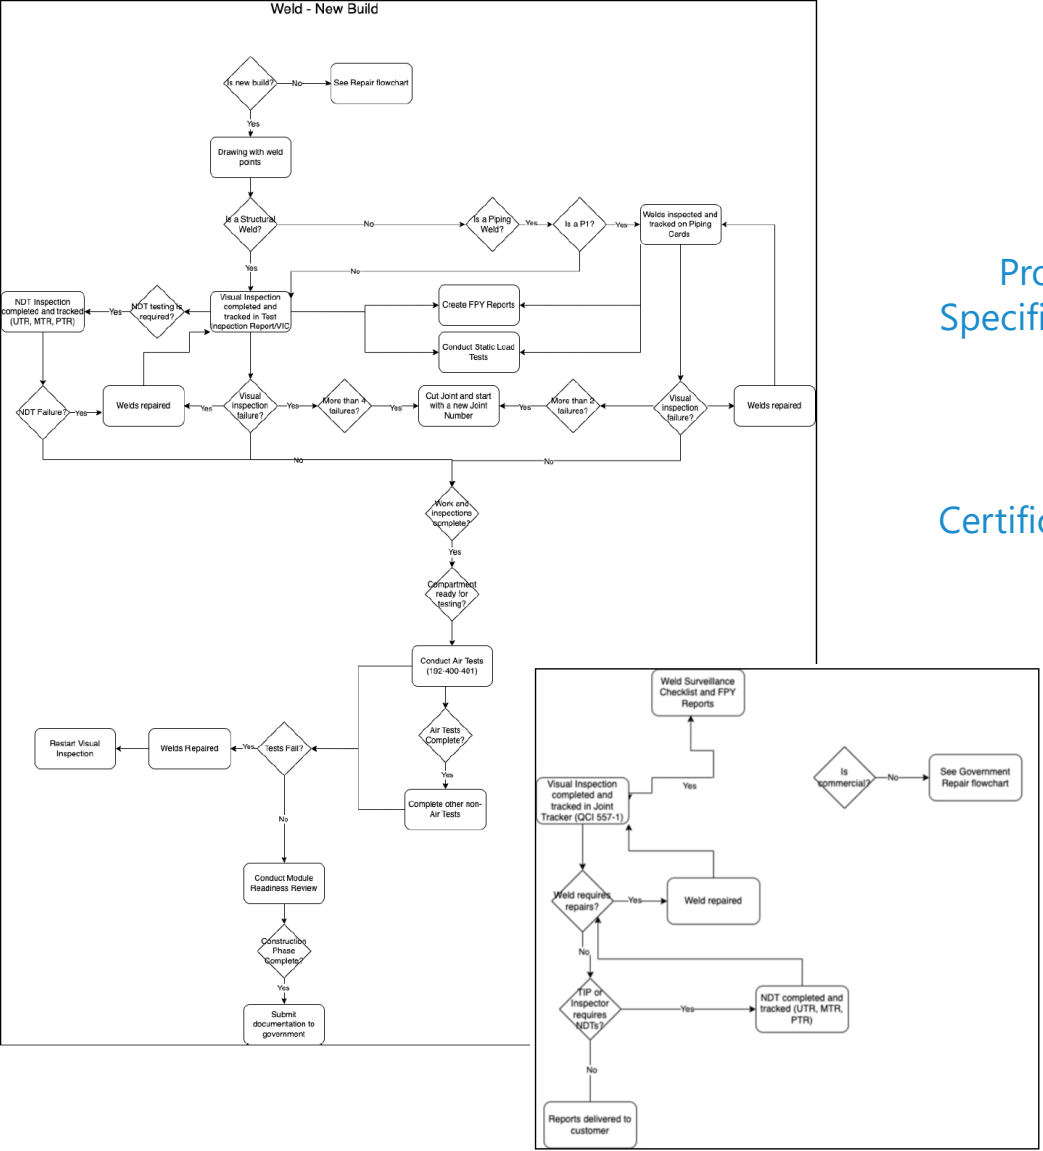 Weld - New Build
Is new build?
No
See Repair flowchart
Yes
Drawing with weld
points
Is a Structural
Weld?
No
Is a Piping
Weld?
Yes
Is a P1?
Yes
Welds inspected and
tracked on Piping
Cards
Yes
No
NDT Inspection
completed and tracked
(UTR, MTR, PTR)
Yes
NDT testing is
required?
Visual Inspection
completed and
tracked in Test
Inspection Report/VIC
Create FPY Reports
Conduct Static Load
Tests
NDT Failure?
Yes
Welds repaired
Yes
Visual
inspection
failure?
Yes
More than 4
failures?
Yes
Cut Joint and start
with a new Joint
Number
Yes
More than 2
failures?
Visual
inspection
failure?
Welds repaired
No
No
Work and
inspections
complete?
Yes
Compartment
ready for
testing?
Conduct Air Tests
(192-400-401)
Air Tests
Complete?
Yes
Complete other non-
Air Tests
Restart Visual
Inspection
Welds Repaired
Yes
Tests Fail?
No
Conduct Module
Readiness Review
Construction
Phase
Complete?
Yes
Submit
documentation to
government
Weld Surveillance
Checklist and FPY
Reports
Yes
Visual Inspection
completed and
tracked in Joint
Tracker (QCI 557-1)
Is
commercial?
No
See Government
Repair flowchart
Weld requires
repairs?
Yes
Weld repaired
No
TIP or
Inspector
requires
NDTs?
Yes
NDT completed and
tracked (UTR, MTR,
PTR)
No
Reports delivered to
customer
Pro
Specifi
Certific